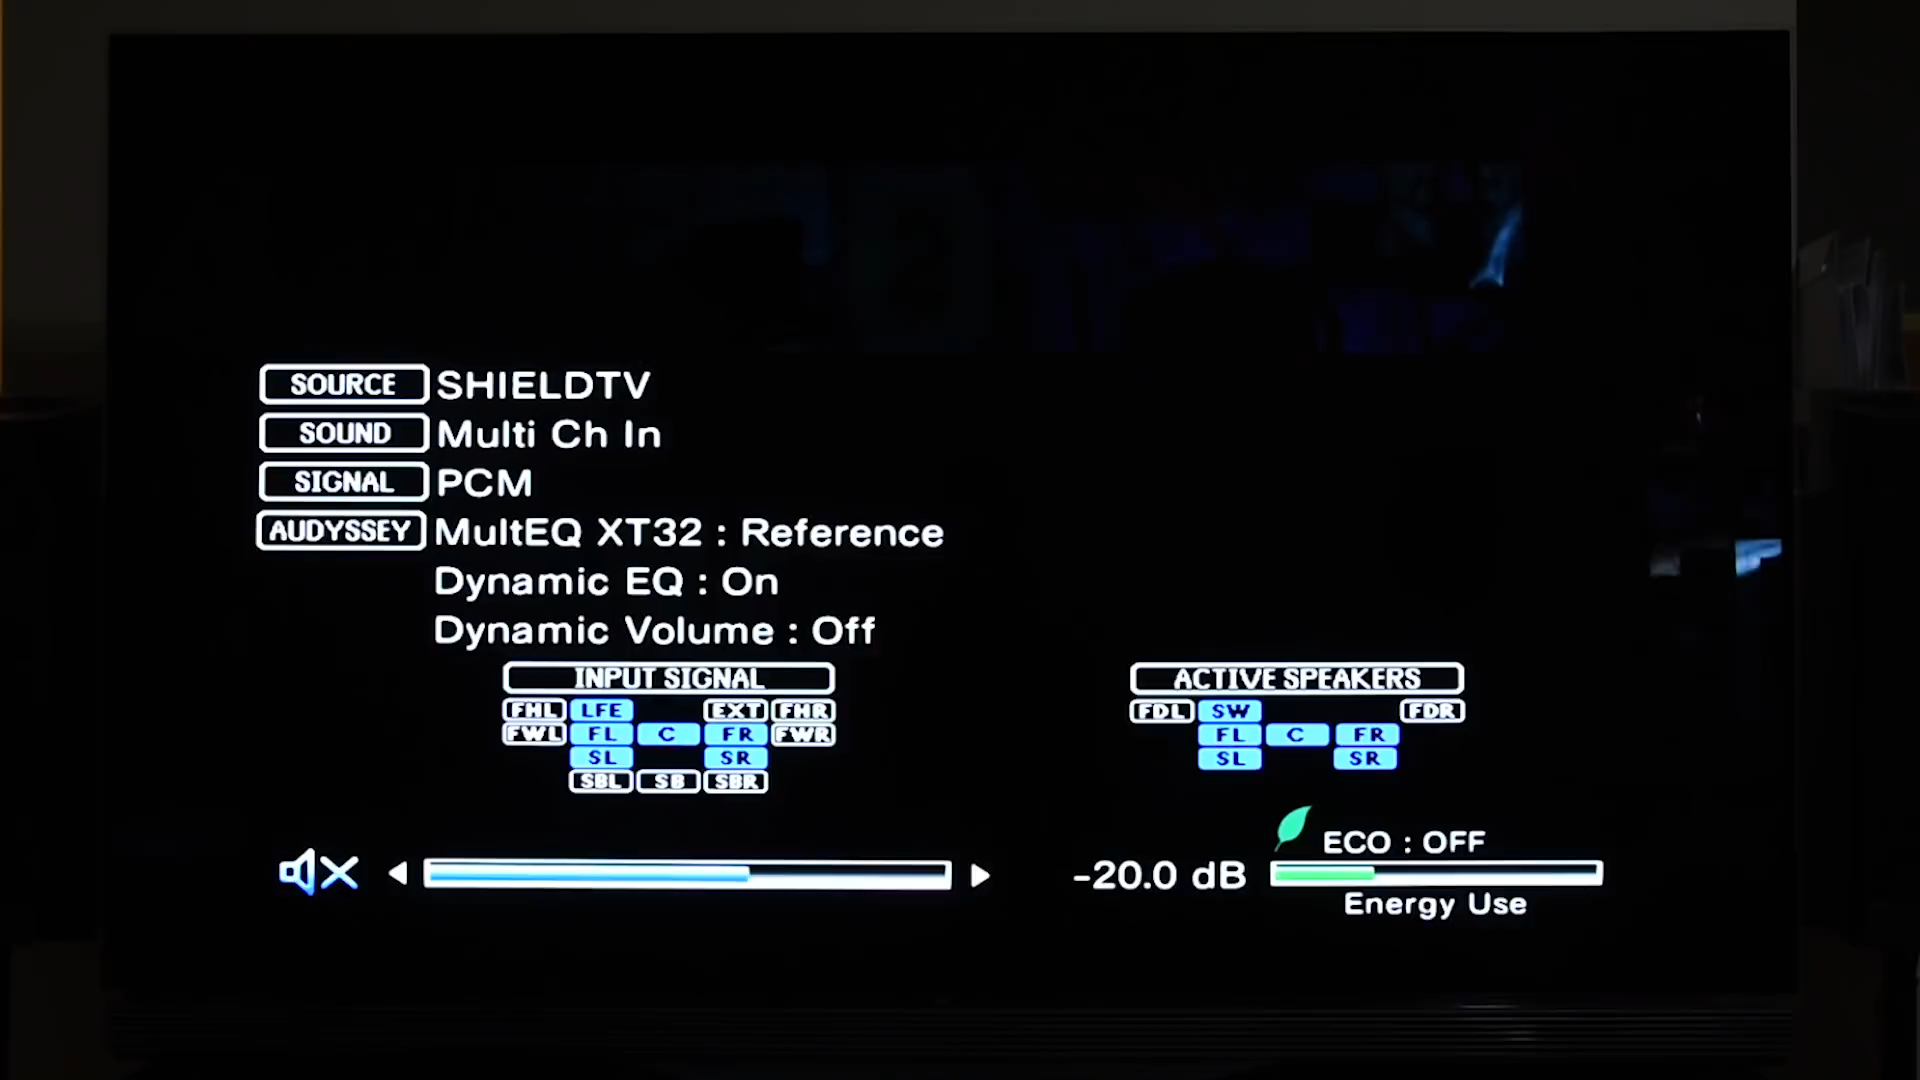 SOURCE SHIELDTV
SOUND Multi Ch In
SIGNAL PCM
AUDYSSEY MultEQ XT32 : Reference
Dynamic EQ : On
Dynamic Volume : Off
INPUT SIGNAL
FHL LFE EXT FHR
FWL FL C FR FWR
SL SR
SBL SB SBR
ACTIVE SPEAKERS
FDL SW FDR
FL C FR
SL SR
ECO : OFF
-20.0 dB
Energy Use